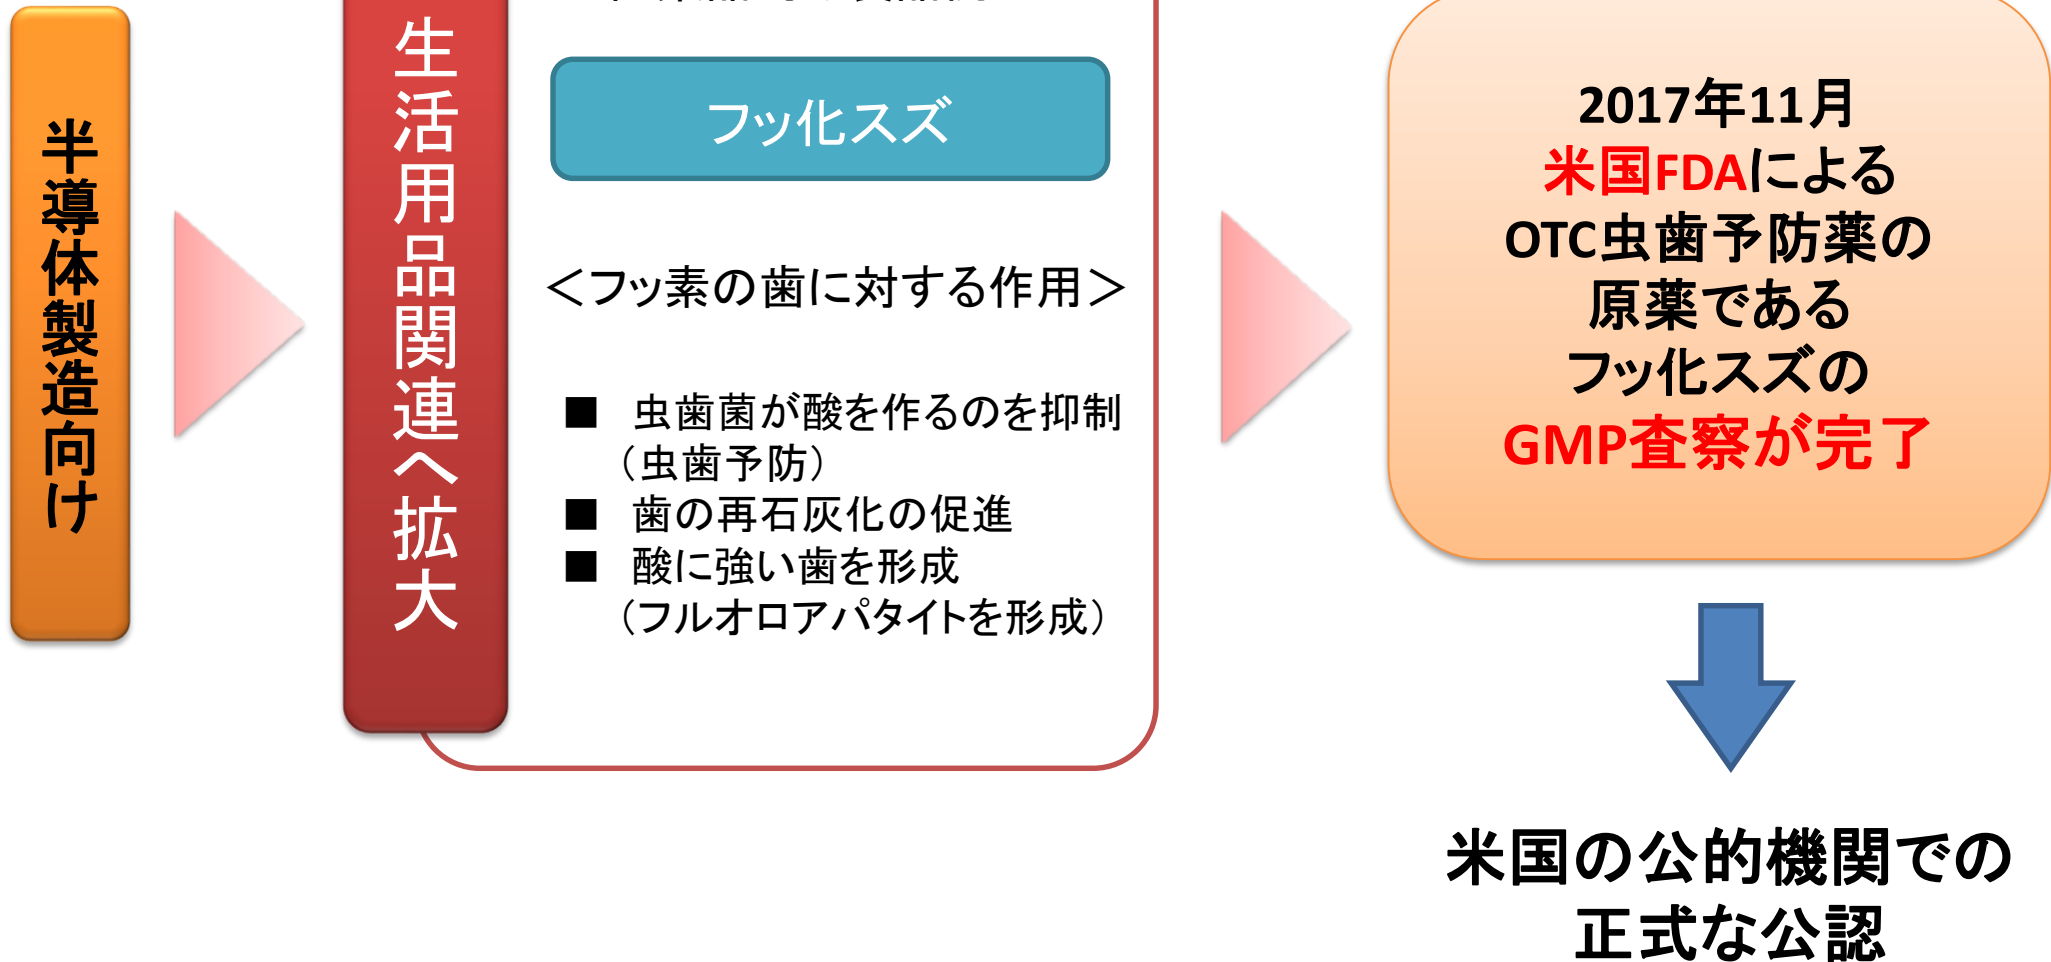 半導体製造向け
生活用品関連へ拡大
フッ化スズ
＜フッ素の歯に対する作用＞
■ 虫歯菌が酸を作るのを抑制
（虫歯予防）
■ 歯の再石灰化の促進
■ 酸に強い歯を形成
（フルオロアパタイトを形成）
2017年11月
米国FDAによる
OTC虫歯予防薬の
原薬である
フッ化スズの
GMP査察が完了
米国の公的機関での
正式な公認